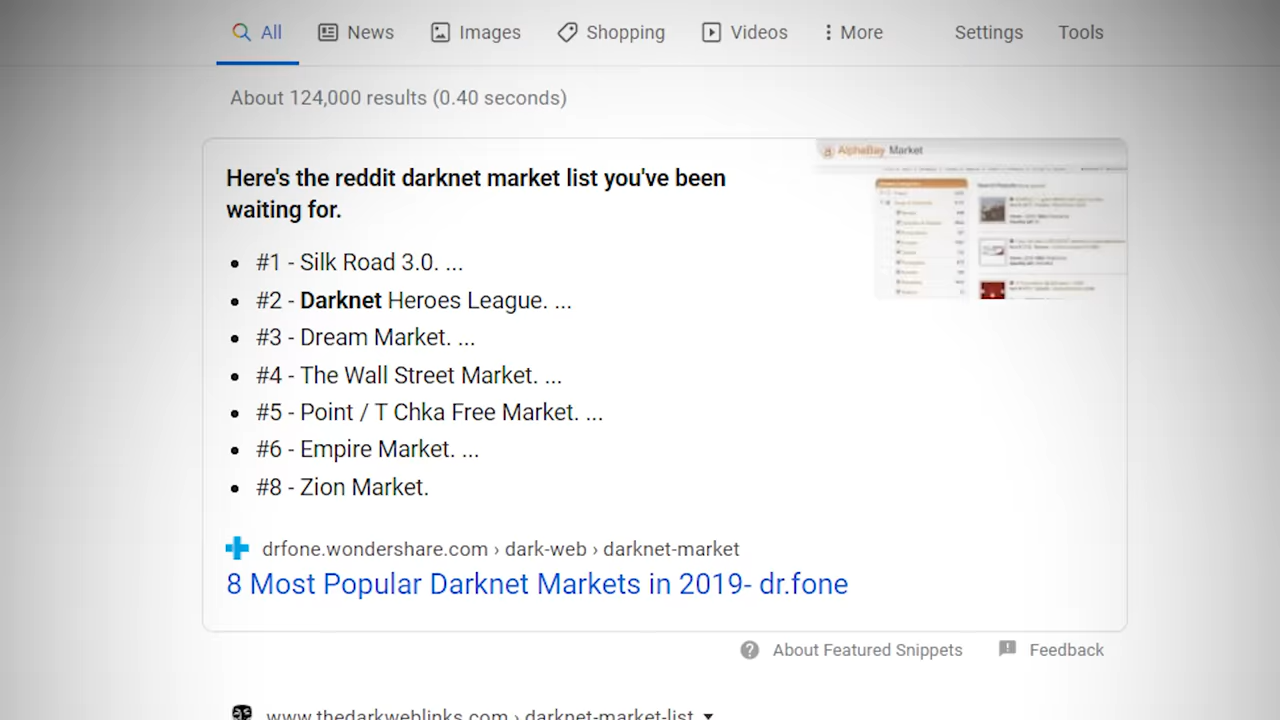 All News Images Shopping Videos More Settings Tools
About 124,000 results (0.40 seconds)
Here's the reddit darknet market list you've been
waiting for.
#1 - Silk Road 3.0. ...
#2 - Darknet Heroes League. ...
#3 - Dream Market. ...
#4 - The Wall Street Market. ...
#5 - Point / T Chka Free Market. ...
#6 - Empire Market. ...
#8 - Zion Market.
AlphaBay Market
drfone.wondershare.com › dark-web › darknet-market
8 Most Popular Darknet Markets in 2019- dr.fone
About Featured Snippets Feedback
www.thedarkweblinks.com › darknet-market-list